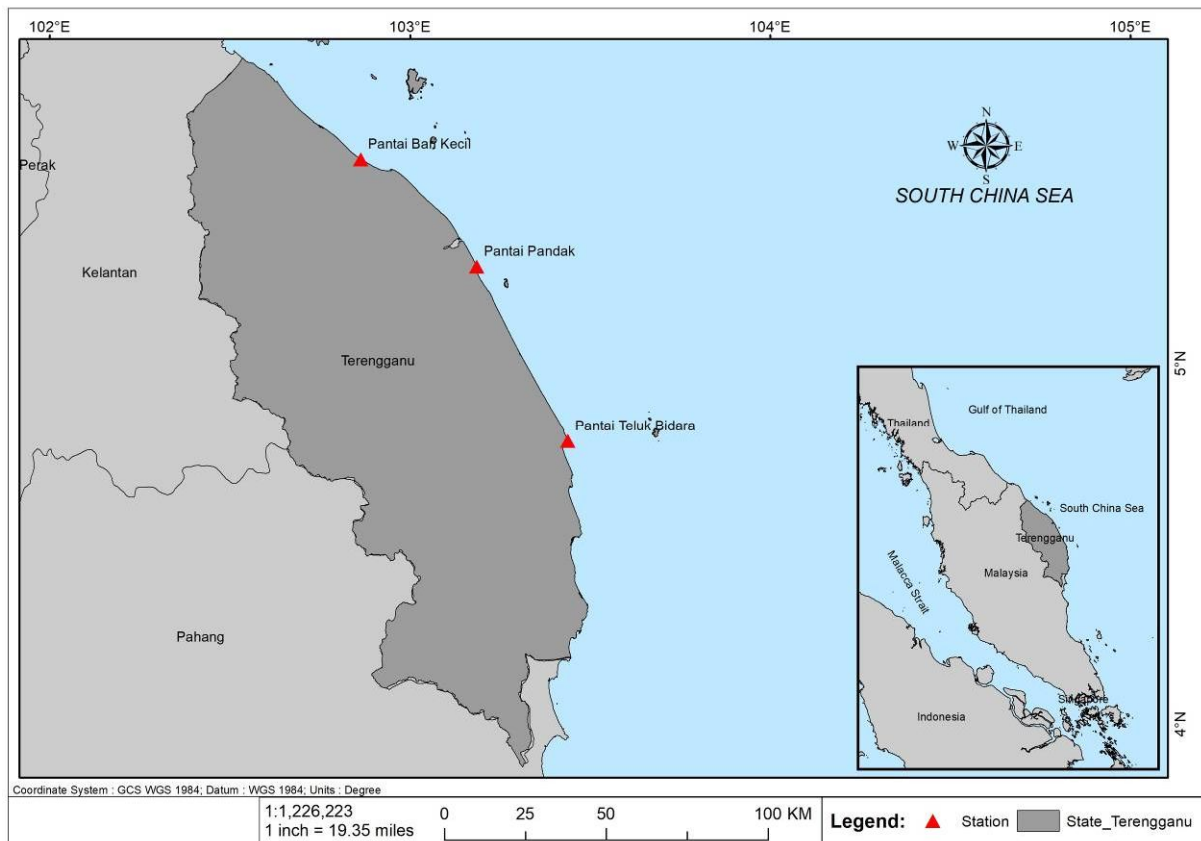 102°E 103°E 104°E 105°E
N
W E
S
SOUTH CHINA SEA
Pantai Bari Kecil
Perak
Pantai Pandak
Kelantan
Terengganu
5°N
Pantai Teluk Bidara
Pahang
4°N
Gulf of Thailand
Thailand
South China Sea
Terengganu
Malaysia
Malacca Strait
Singapore
Indonesia
Coordinate System : GCS WGS 1984; Datum : WGS 1984; Units : Degree
1:1,226,223
1 inch = 19.35 miles
0 25 50 100 KM
Legend: Station State_Terengganu